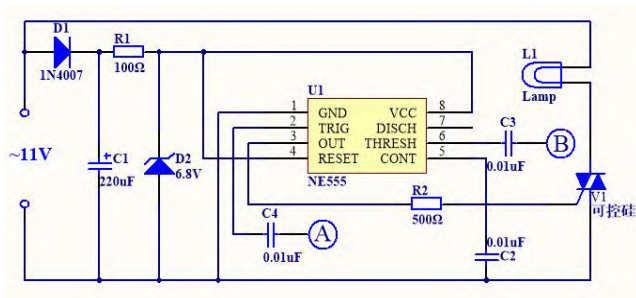 D1
1N4007
R1
100Ω
L1
Lamp
U1
1 GND VCC 8
2 TRIG DISCH 7
3 OUT THRESH 6
4 RESET CONT 5
NE555
C3
0.01uF
B
~11V
C1
220uF
D2
6.8V
R2
500Ω
V1
可控硅
C4
0.01uF
A
0.01uF
C2